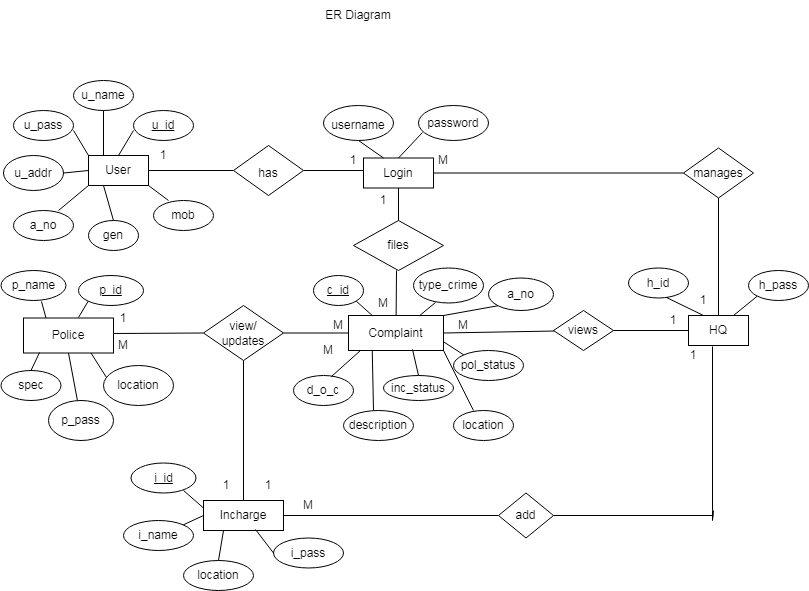 ER Diagram
u_name
u_pass
u_id
username
password
1
1
M
u_addr
User
has
Login
manages
a_no
gen
mob
1
files
p_name
p_id
c_id
type_crime
a_no
h_id
h_pass
M
1
1
Police
view/
updates
M
Complaint
M
views
1
HQ
M
M
1
spec
location
d_o_c
inc_status
pol_status
p_pass
description
location
i_id
1
1
M
Incharge
add
i_name
i_pass
location